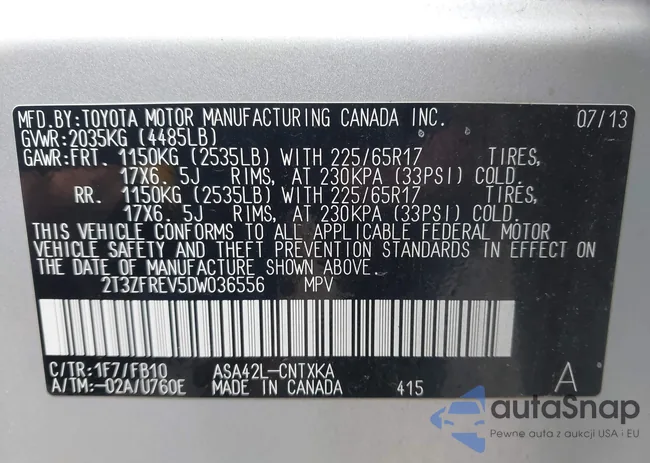 MFD.BY:TOYOTA MOTOR MANUFACTURING CANADA INC. 07/13
GVWR:2035KG (4485LB)
GAWR:FRT. 1150KG (2535LB) WITH 225/65R17 TIRES,
17X6. 5J RIMS, AT 230KPA (33PSI) COLD.
RR. 1150KG (2535LB) WITH 225/65R17 TIRES,
17X6. 5J RIMS, AT 230KPA (33PSI) COLD.
THIS VEHICLE CONFORMS TO ALL APPLICABLE FEDERAL MOTOR
VEHICLE SAFETY AND THEFT PREVENTION STANDARDS IN EFFECT ON
THE DATE OF MANUFACTURE SHOWN ABOVE.
2T3ZFREV5DW036556 MPV
C/TR:1F7/FB10 ASA42L-CNTXKA
A/TM:-02A/U760E MADE IN CANADA 415 A
autaSnap
Pewne auta z aukcji USA i EU